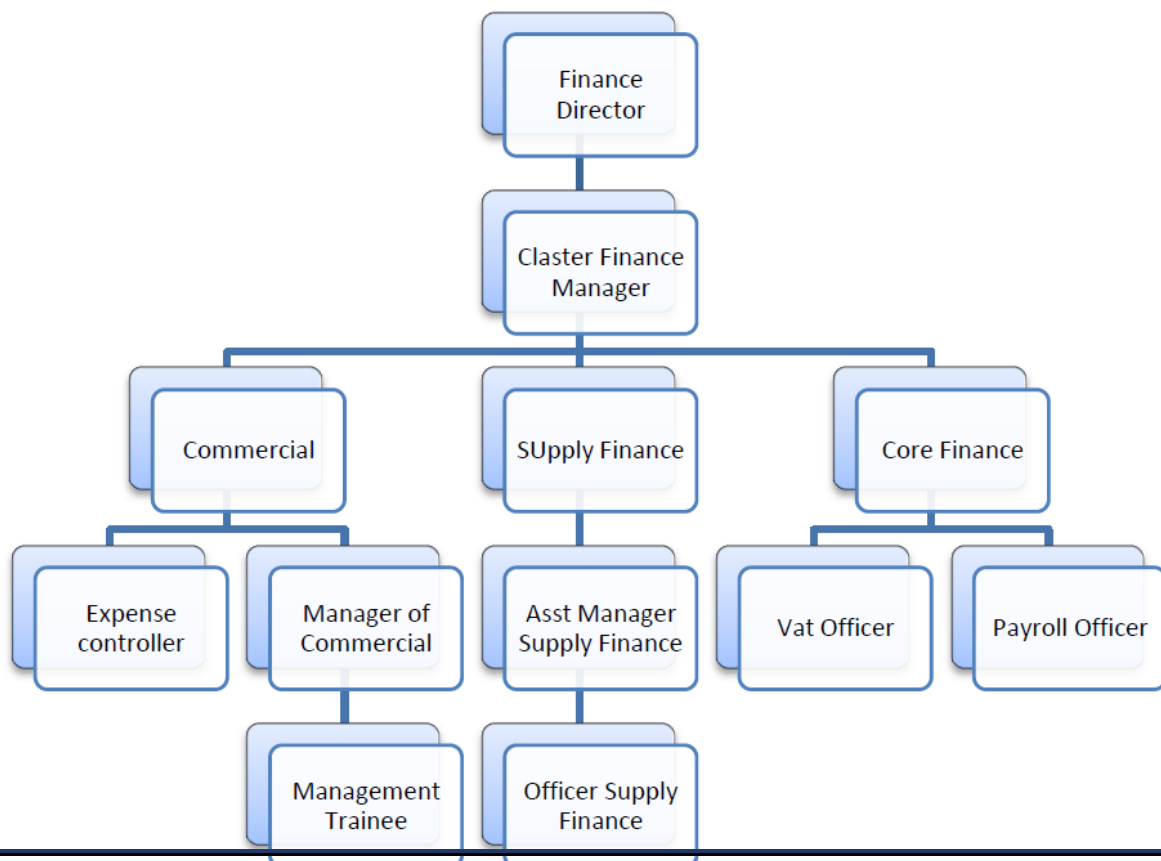 Finance
Director
Claster Finance
Manager
Commercial
SUpply Finance
Core Finance
Expense
controller
Manager of
Commercial
Asst Manager
Supply Finance
Vat Officer
Payroll Officer
Management
Trainee
Officer Supply
Finance